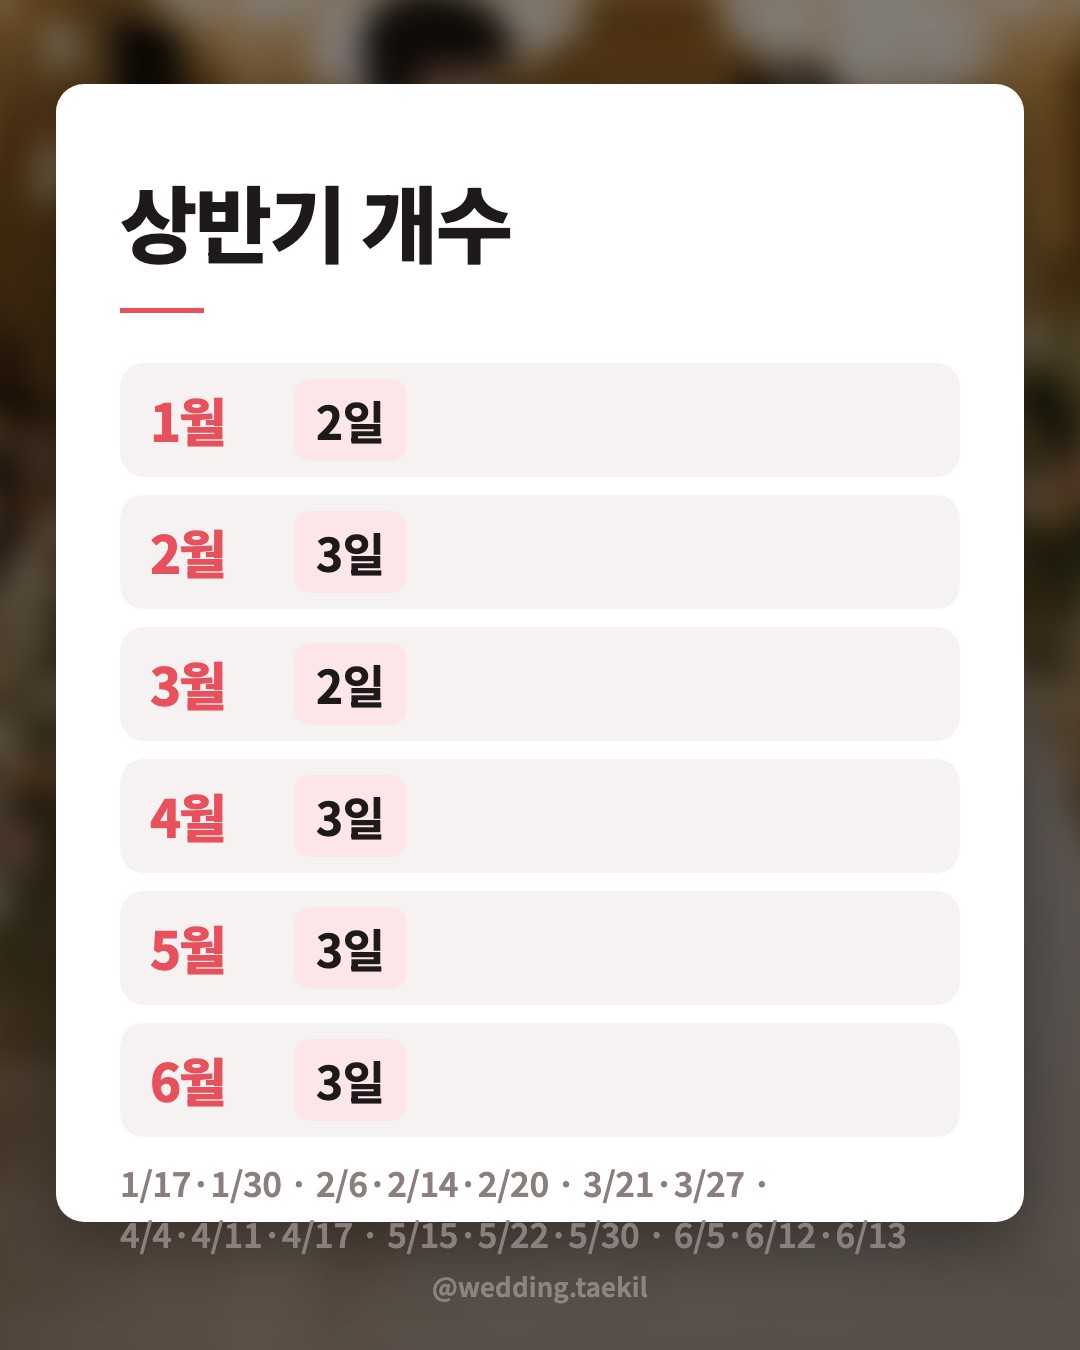 상반기 개수
1월 2일
2월 3일
3월 2일
4월 3일
5월 3일
6월 3일
1/17·1/30 · 2/6·2/14·2/20 · 3/21·3/27 ·
4/4·4/11·4/17 · 5/15·5/22·5/30 · 6/5·6/12·6/13
@wedding.taekil